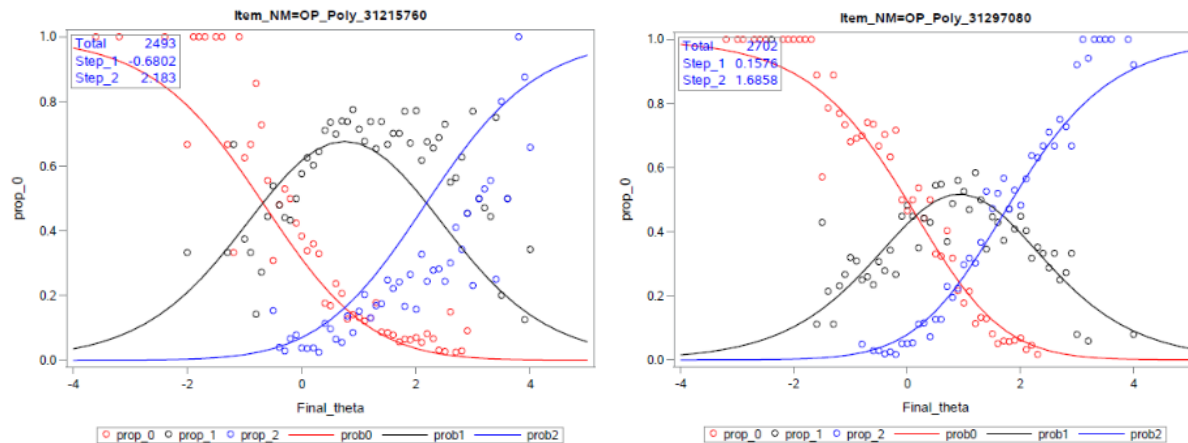 Item_NM=OP_Poly_31215760
Total 2493
Step_1 -0.6802
Step_2 2.183
1.0
0.8
0.6
0.4
0.2
0.0
prop_0
-4
-2
0
2
4
Final_theta
prop_0 prop_1 prop_2 prob0 prob1 prob2
Item_NM=OP_Poly_31297080
Total 2702
Step_1 0.1576
Step_2 1.6858
1.0
0.8
0.6
0.4
0.2
0.0
prop_0
-4
-2
0
2
4
Final_theta
prop_0 prop_1 prop_2 prob0 prob1 prob2